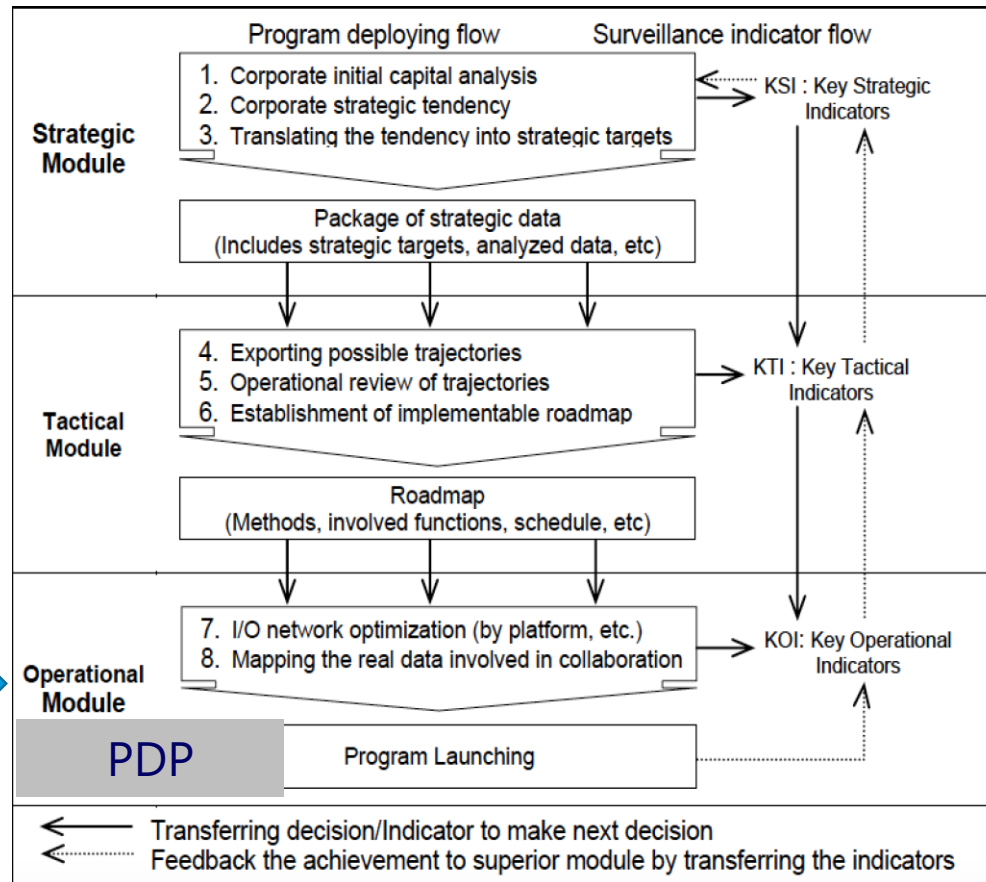 Program deploying flow
Surveillance indicator flow
Strategic
Module
1. Corporate initial capital analysis
2. Corporate strategic tendency
3. Translating the tendency into strategic targets
KSI : Key Strategic
Indicators
Package of strategic data
(Includes strategic targets, analyzed data, etc)
Tactical
Module
4. Exporting possible trajectories
5. Operational review of trajectories
6. Establishment of implementable roadmap
KTI : Key Tactical
Indicators
Roadmap
(Methods, involved functions, schedule, etc)
Operational
Module
7. I/O network optimization (by platform, etc.)
8. Mapping the real data involved in collaboration
KOI: Key Operational
Indicators
PDP
Program Launching
Transferring decision/Indicator to make next decision
Feedback the achievement to superior module by transferring the indicators